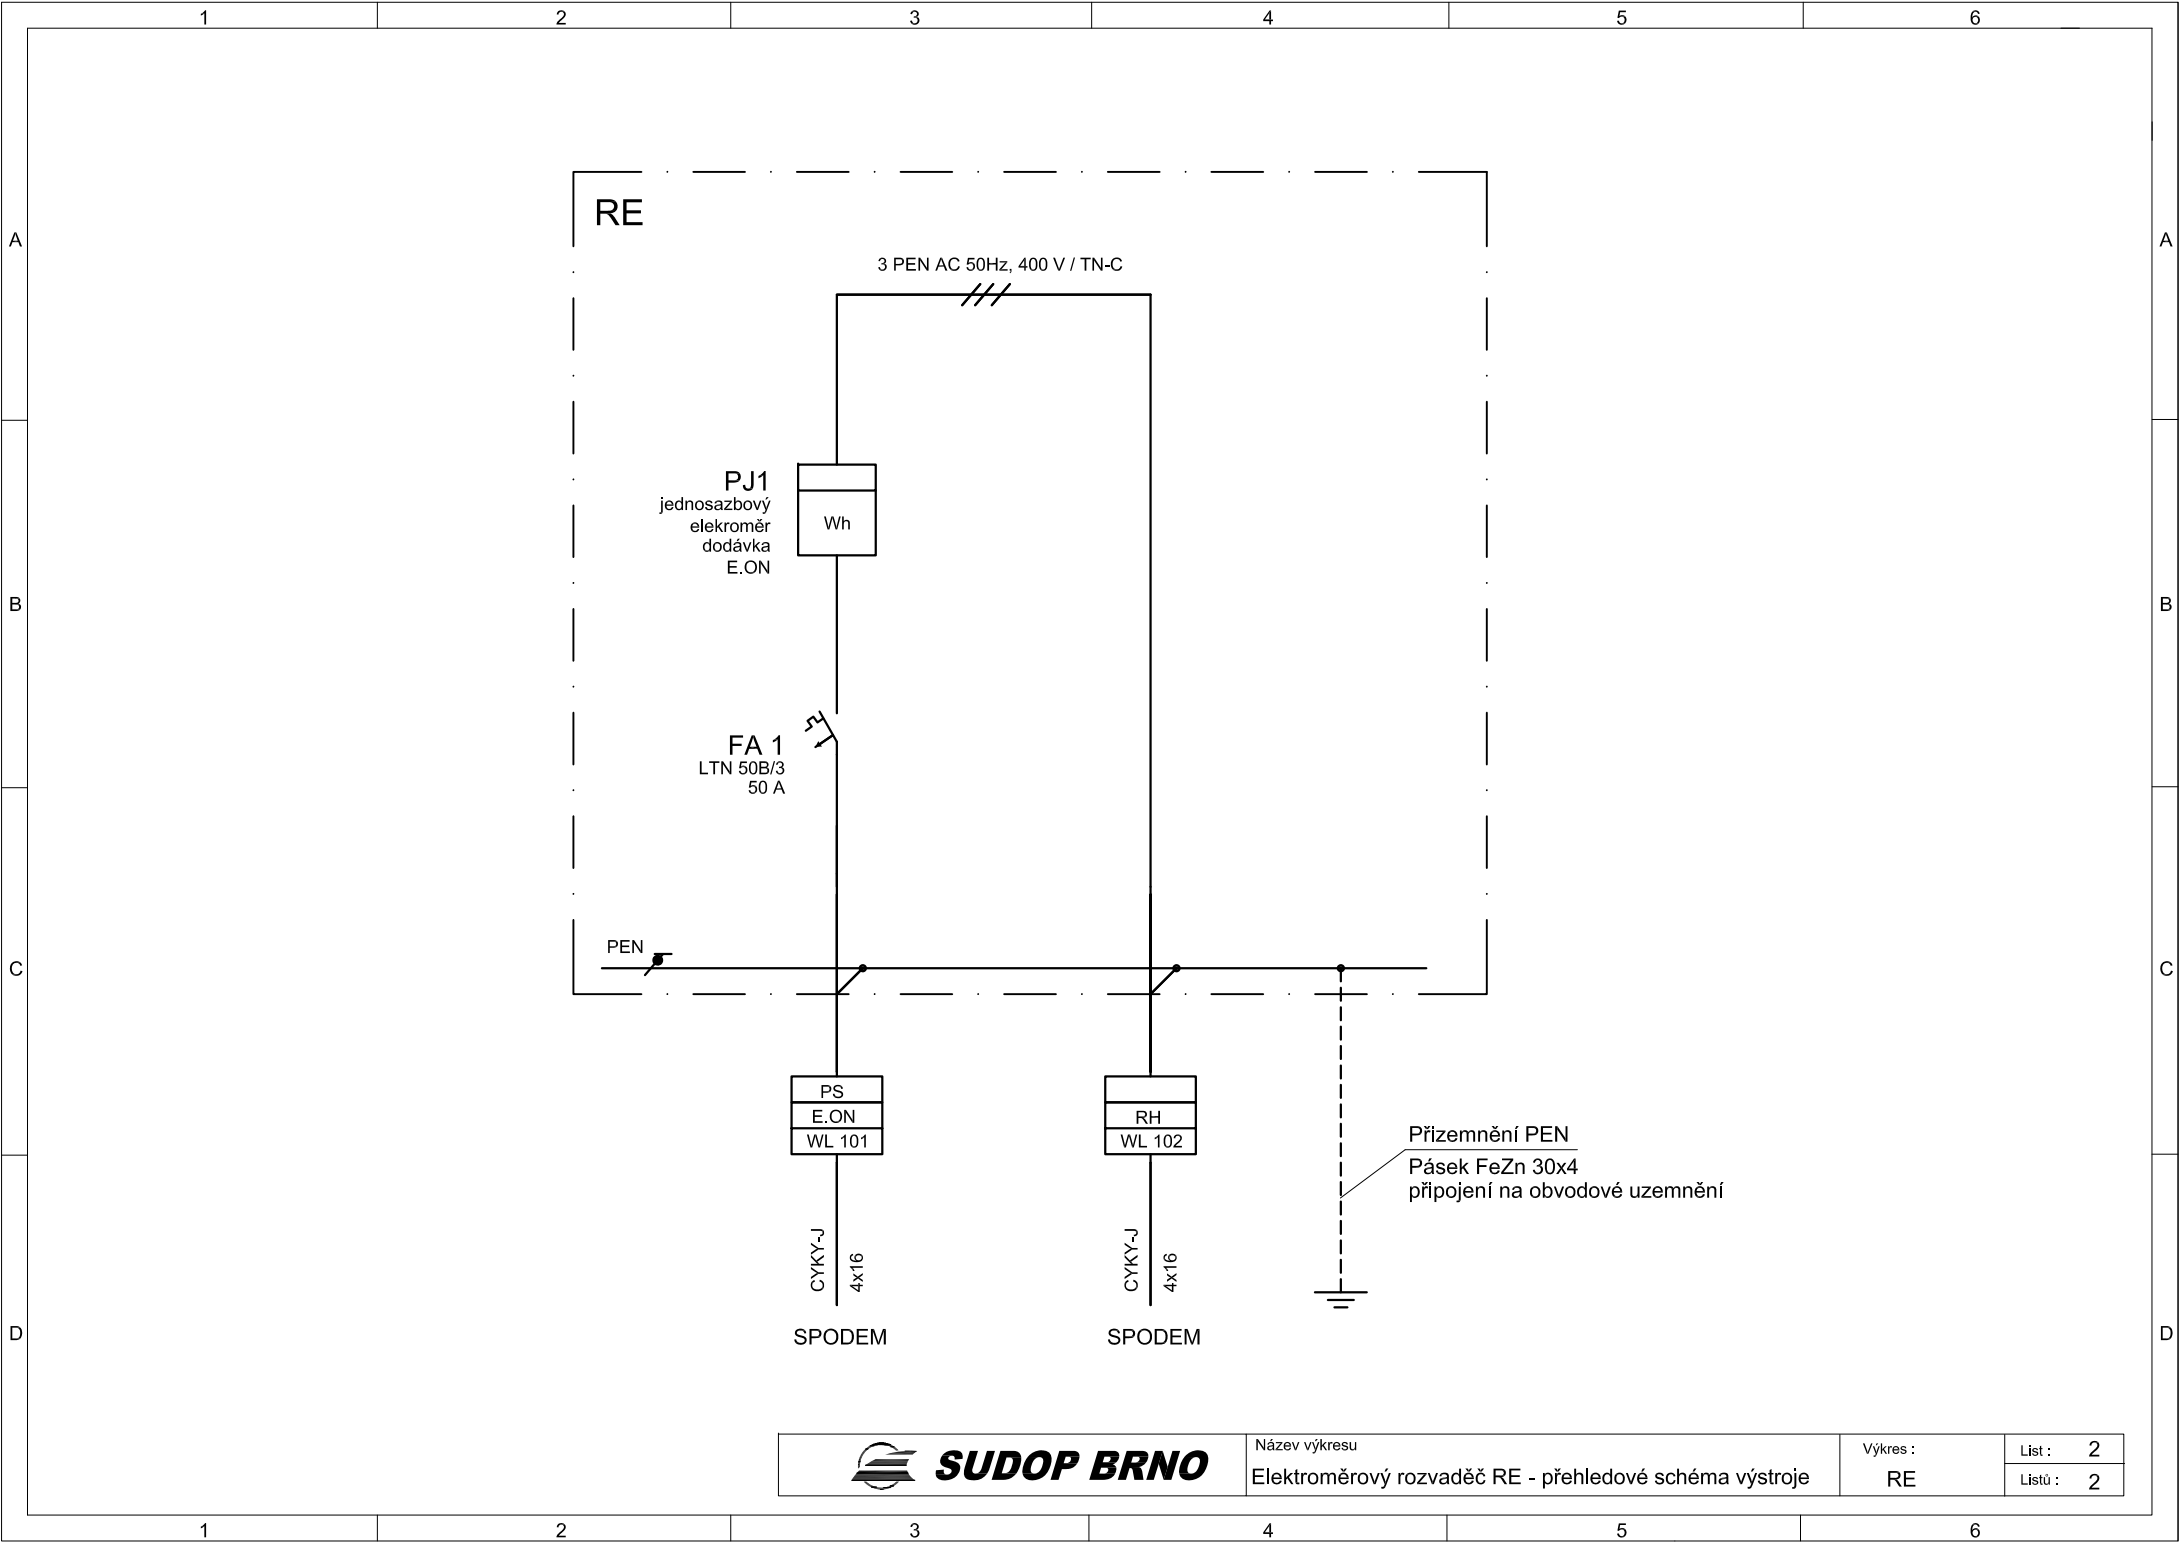 1 2 3 4 5 6
A A
RE
3 PEN AC 50Hz, 400 V / TN-C
PJ1
jednosazbový
elekroměr
dodávka
E.ON
Wh
B B
FA 1
LTN 50B/3
50 A
PEN
C C
PS
E.ON
WL 101
RH
WL 102
Přizemnění PEN
Pásek FeZn 30x4
připojení na obvodové uzemnění
CYKY-J
4x16
CYKY-J
4x16
D D
SPODEM
SPODEM
SUDOP BRNO
Název výkresu
Elektroměrový rozvaděč RE - přehledové schéma výstroje
Výkres :
RE
List : 2
Listů : 2
1 2 3 4 5 6